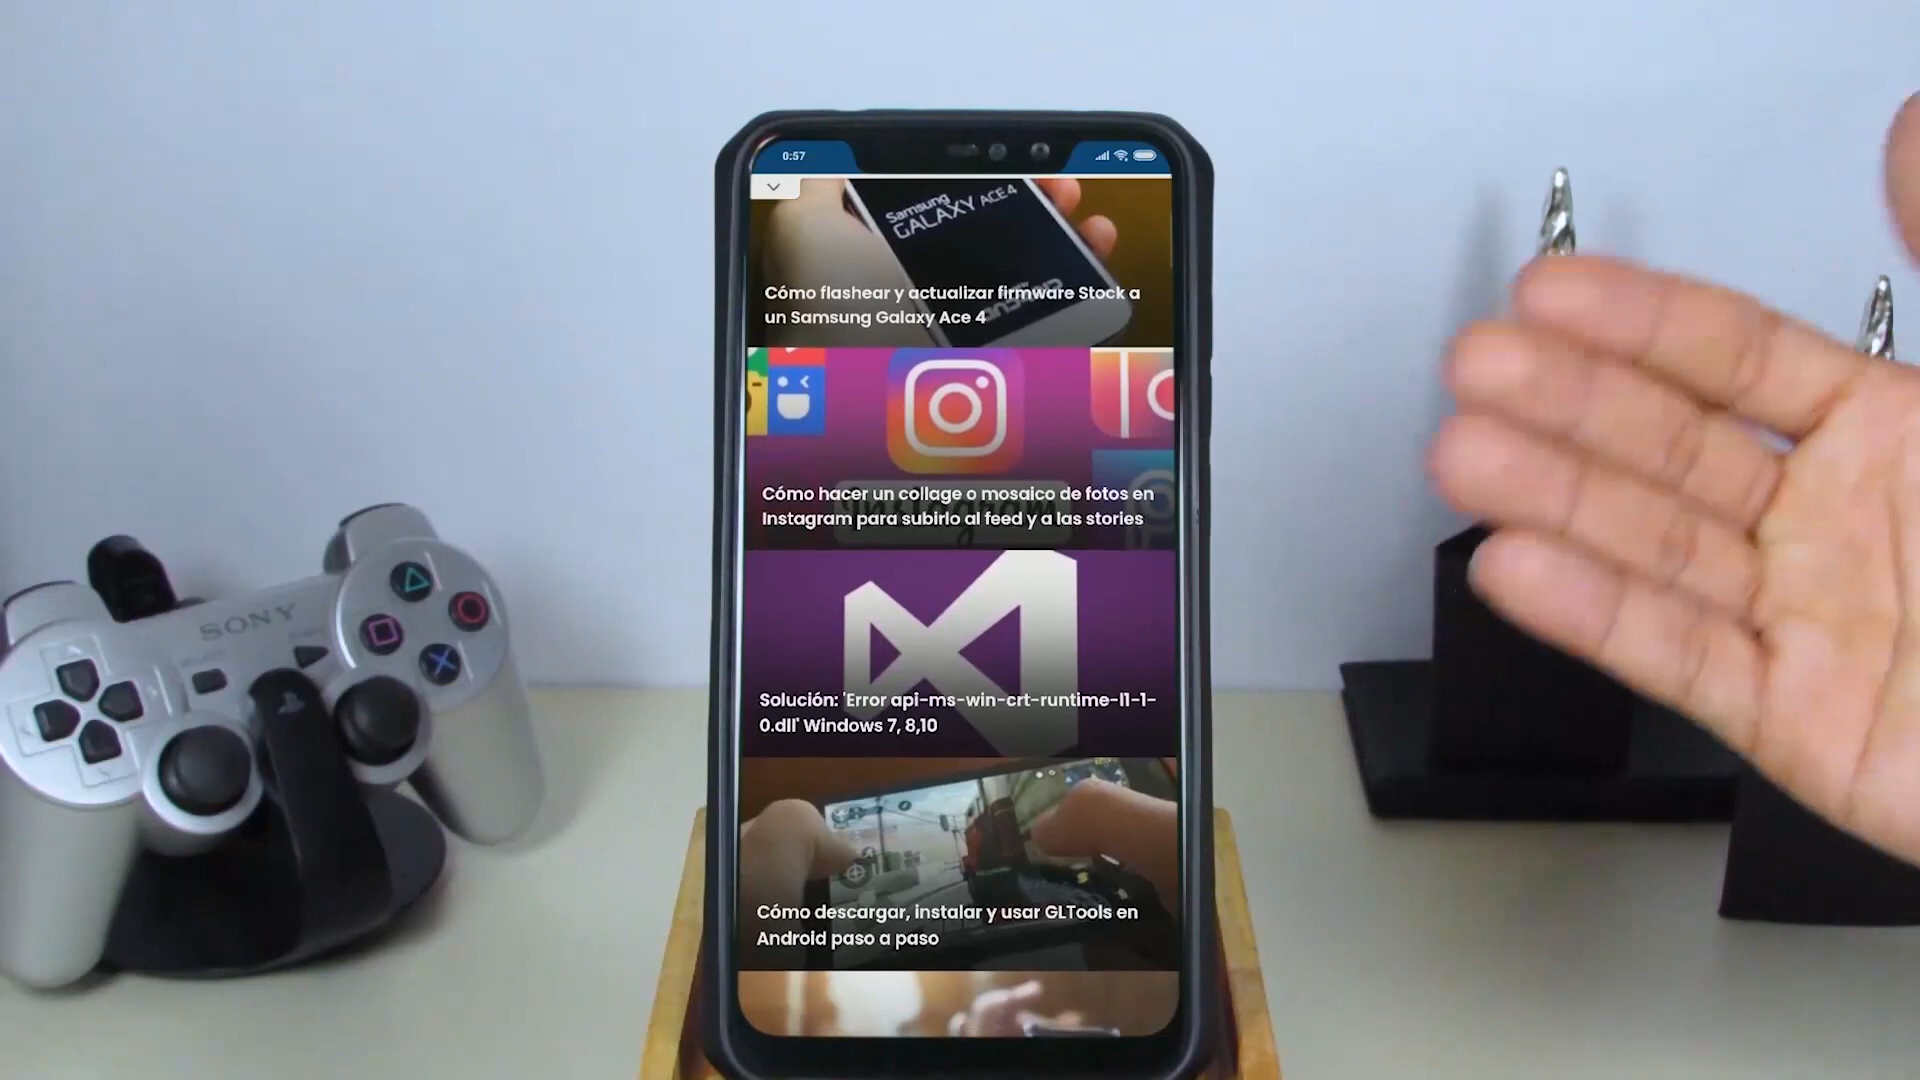 0:57
Samsung
GALAXY ACE4
Cómo flashear y actualizar firmware Stock a
un Samsung Galaxy Ace 4
Cómo hacer un collage o mosaico de fotos en
Instagram para subirlo al feed y a las stories
SONY
Solución: 'Error api-ms-win-crt-runtime-l1-1-
0.dll' Windows 7, 8,10
Cómo descargar, instalar y usar GLTools en
Android paso a paso